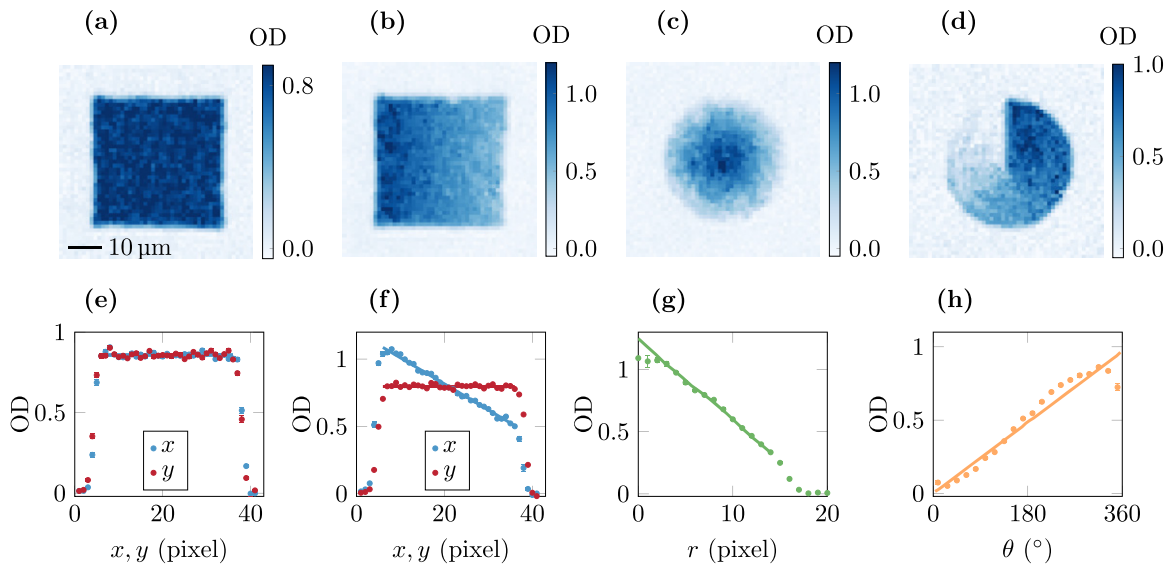 (a) (b) (c) (d)
OD OD OD OD
0.8 1.0 1.0 1.0
0.5 0.5 0.5
0.0 0.0 0.0 0.0
10 µm
(e) (f) (g) (h)
OD OD OD OD
1 1 1 1
0.5 0.5 0.5 0.5
0 0 0 0
x x
y y
0 20 40 0 20 40 0 10 20 0 180 360
x, y (pixel) x, y (pixel) r (pixel) θ (°)